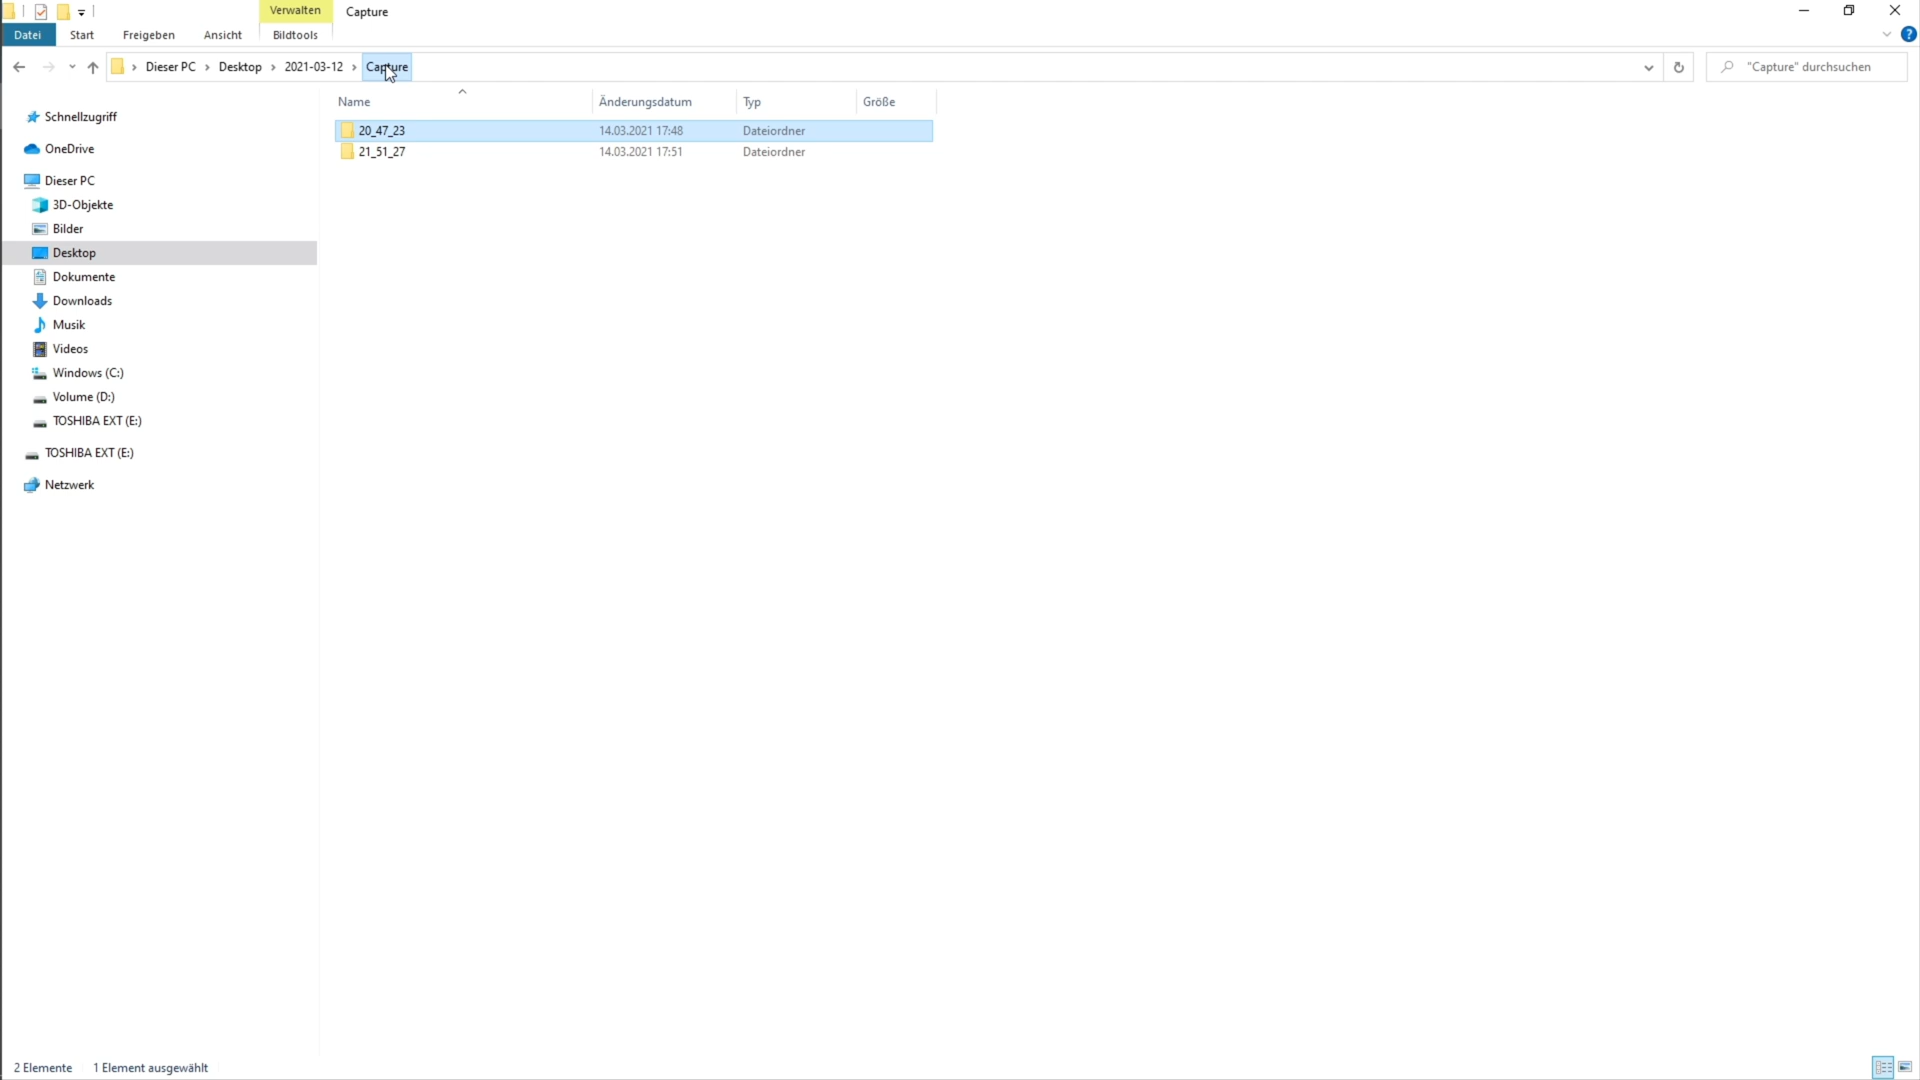 Verwalten
Capture
Datei
Start
Freigeben
Ansicht
Bildtools
?
Dieser PC
Desktop
2021-03-12
Capture
"Capture" durchsuchen
Name
Änderungsdatum
Typ
Größe
20_47_23
14.03.2021 17:48
Dateiordner
21_51_27
14.03.2021 17:51
Dateiordner
Schnellzugriff
OneDrive
Dieser PC
3D-Objekte
Bilder
Desktop
Dokumente
Downloads
Musik
Videos
Windows (C:)
Volume (D:)
TOSHIBA EXT (E:)
TOSHIBA EXT (E:)
Netzwerk
2 Elemente
1 Element ausgewählt